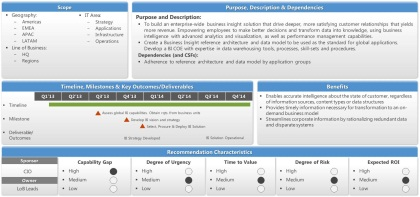 Scope
• Geography:
- Americas
- EMEA
- APAC
- LATAM
• Line of Business:
- HQ
- Regions
• IT Area:
- Strategy
- Applications
- Infrastructure
- Operations
Purpose, Description & Dependencies
Purpose and Description:
• To build an enterprise-wide business insight solution that drive deeper, more satisfying customer relationships that yields
more revenue. Empowering employees to make better decisions and transform data into knowledge, using business
intelligence with advanced analytics and visualization, as well as performance management capabilities.
• Create a Business Insight reference architecture and data model to be used as the standard for global applications.
• Develop a BI COE with expertise in data warehousing tools, processes, skill-sets and procedures.
Dependencies (and CSFs):
• Adherence to reference architecture and data model by application groups
Timeline, Milestones & Key Outcomes/Deliverables
Q1'13 Q2'13 Q3'13 Q4'13 Q1'14 Q2'14 Q3'14 Q4'14
• Timeline
• Milestone
Assess global BI capabilities. Obtain reqs from business unit
Develop BI vision and strategy
Select, Procure & Deploy BI Solution
• Deliverable/
Outcomes
BI Strategy Developed
Solution Operational
Benefits
• Enables accurate intelligence about the state of customer, regardless
of information sources, content types or data structures
• Provides timely information necessary for transformation to an on-
demand business model
• Streamlines corporate information by rationalizing redundant data
and disparate systems
Recommendation Characteristics
Sponsor
CIO
Owner
LoB Leads
Capability Gap
• High
• Medium
• Low
Degree of Urgency
• High
• Medium
• Low
Time to Value
• High
• Medium
• Low
Degree of Risk
• High
• Medium
• Low
Expected ROI
• High
• Medium
• Low